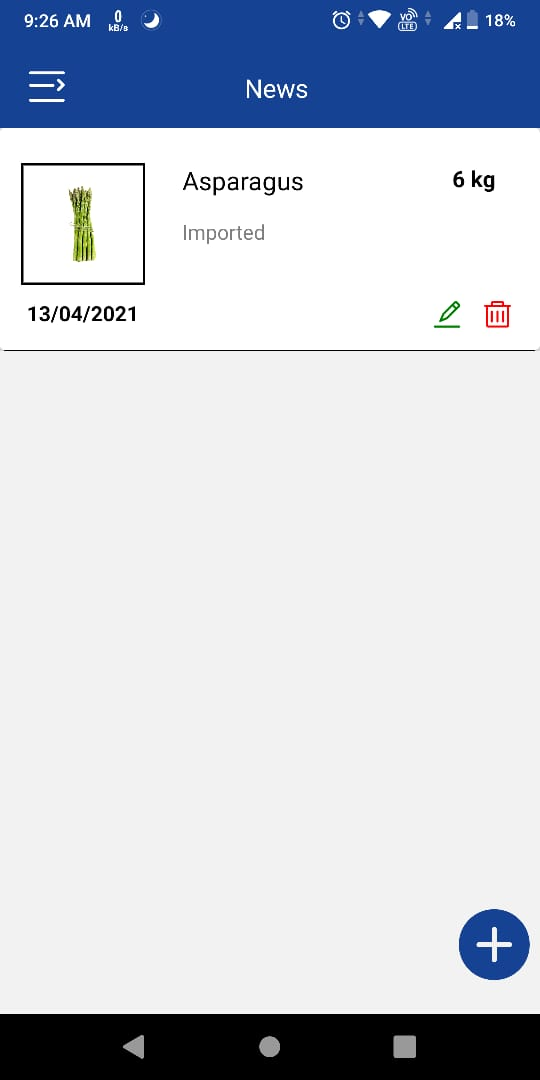 9:26 AM 0 kB/s VO LTE 18%
News
Asparagus 6 kg
Imported
13/04/2021